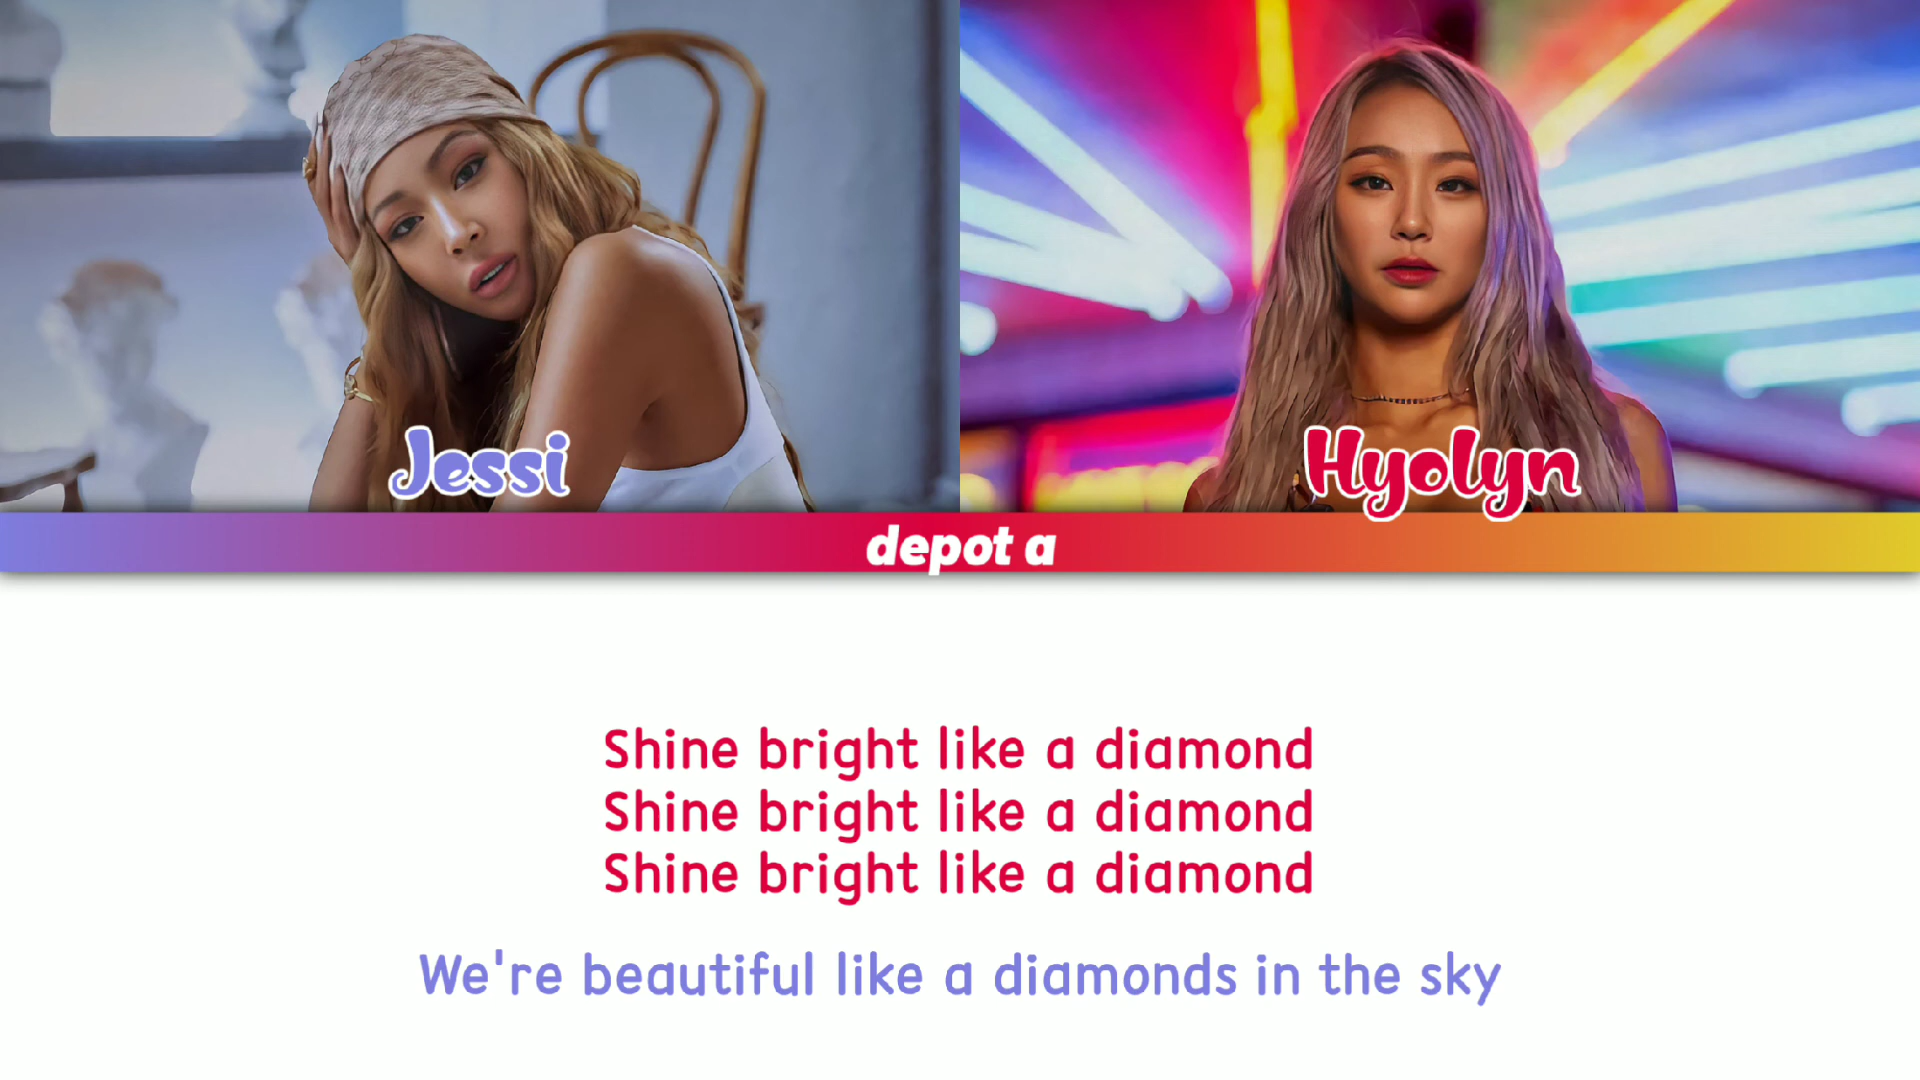 Jessi
Hyolyn
depot a
Shine bright like a diamond
Shine bright like a diamond
Shine bright like a diamond
We're beautiful like a diamonds in the sky